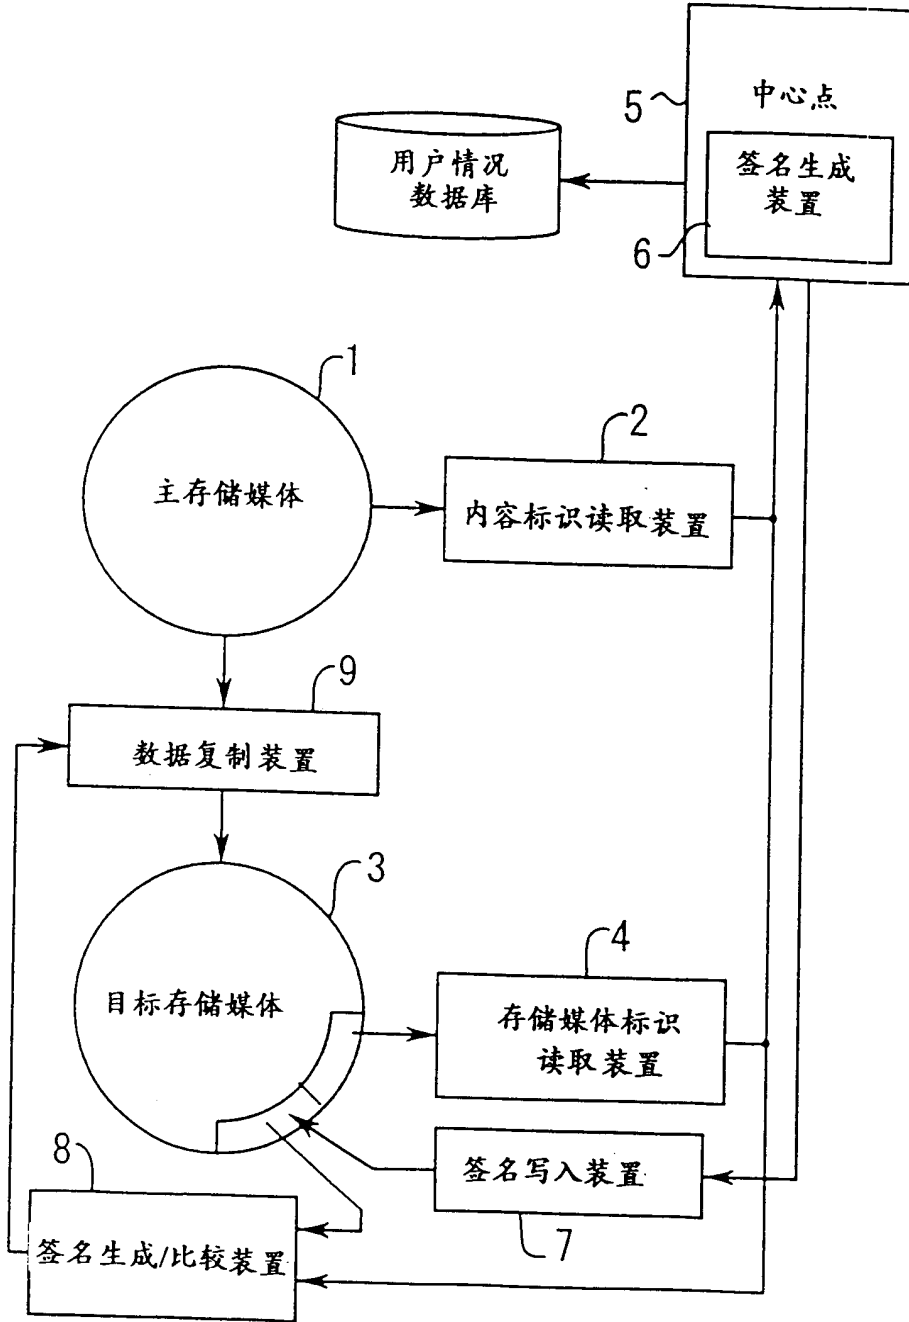 5
中心点
用户情况
数据库
签名生成
装置
6
1
2
主存储媒体
内容标识读取装置
9
数据复制装置
3
4
目标存储媒体
存储媒体标识
读取装置
8
签名写入装置
7
签名生成/比较装置